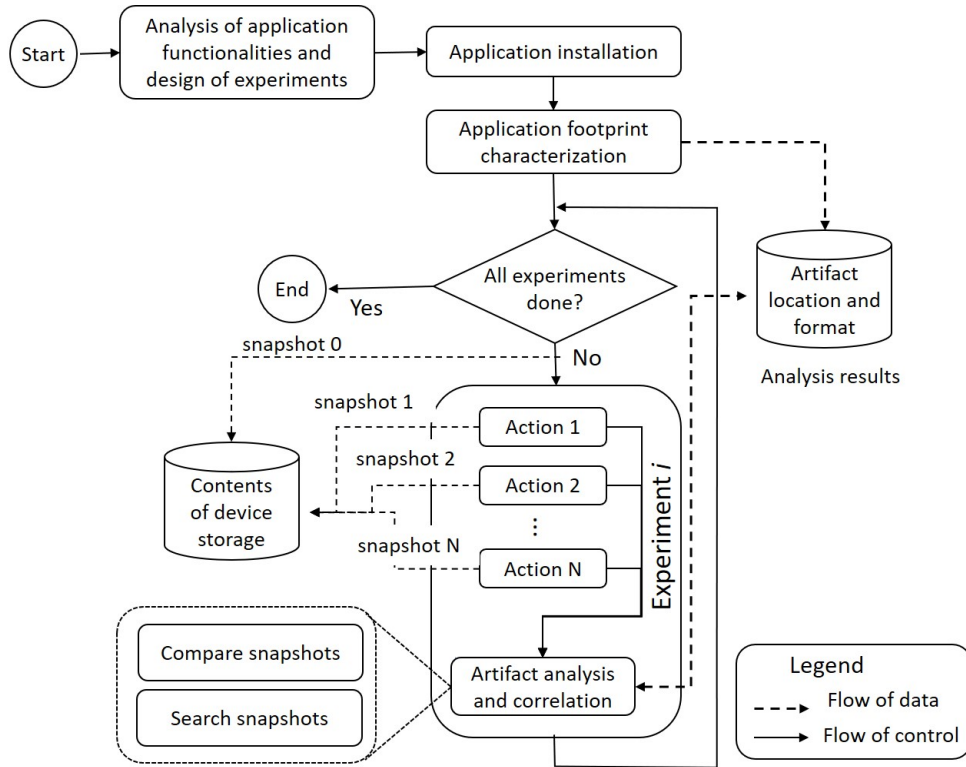 Start
Analysis of application
functionalities and
design of experiments
Application installation
Application footprint
characterization
All experiments
done?
End
Yes
No
Artifact
location and
format
Analysis results
snapshot 0
snapshot 1
snapshot 2
snapshot N
Contents
of device
storage
Action 1
Action 2
...
Action N
Experiment i
Artifact analysis
and correlation
Compare snapshots
Search snapshots
Legend
Flow of data
Flow of control